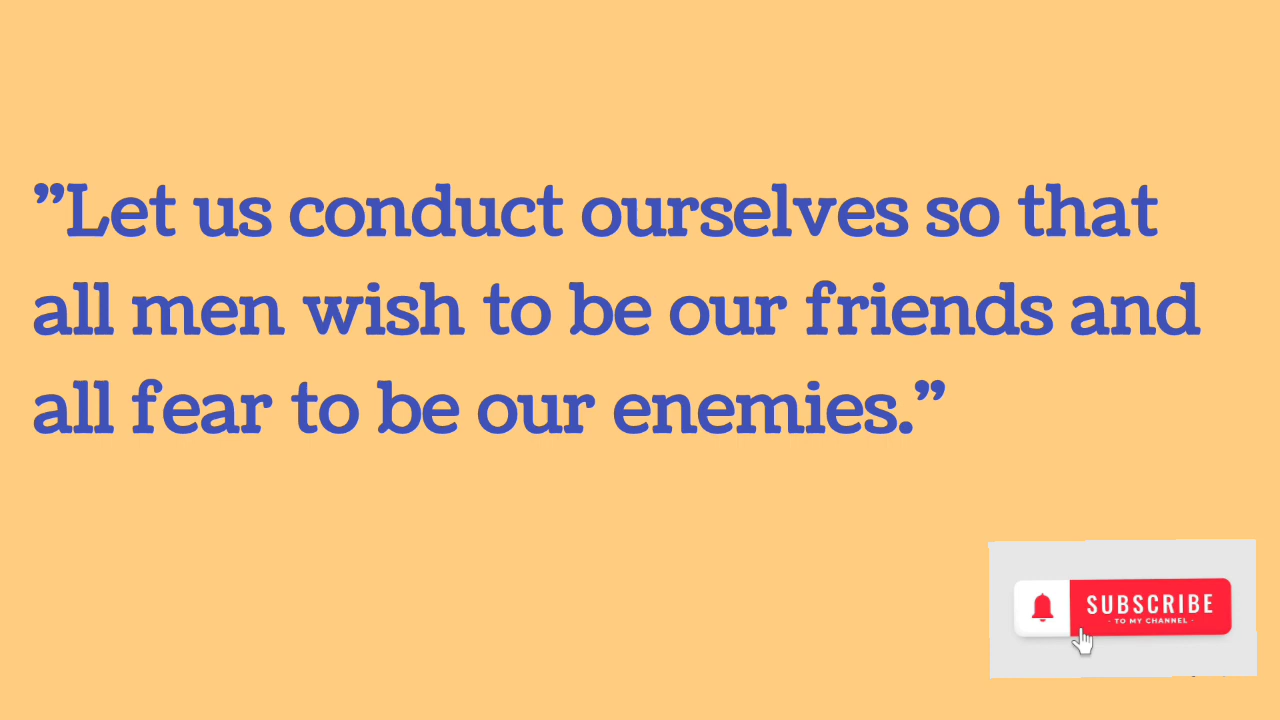 ”Let us conduct ourselves so that
all men wish to be our friends and
all fear to be our enemies.”
SUBSCRIBE
- TO MY CHANNEL -